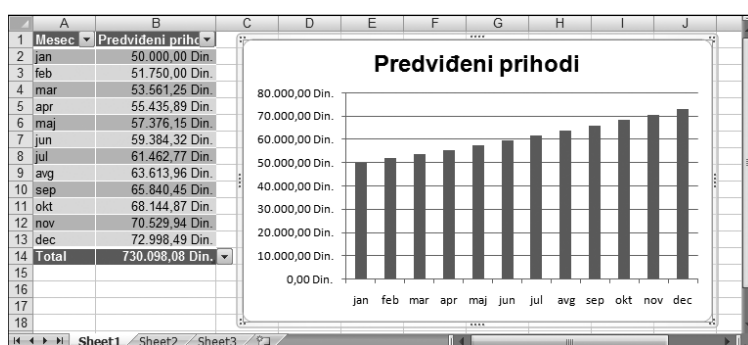 A B C D E F G H I J
1 Mesec Predviđeni priho
2 jan 50.000,00 Din.
3 feb 51.750,00 Din.
4 mar 53.561,25 Din.
5 apr 55.435,89 Din.
6 maj 57.376,15 Din.
7 jun 59.384,32 Din.
8 jul 61.462,77 Din.
9 avg 63.613,96 Din.
10 sep 65.840,45 Din.
11 okt 68.144,87 Din.
12 nov 70.529,94 Din.
13 dec 72.998,49 Din.
14 Total 730.098,08 Din.
15
16
17
18
Predviđeni prihodi
80.000,00 Din.
70.000,00 Din.
60.000,00 Din.
50.000,00 Din.
40.000,00 Din.
30.000,00 Din.
20.000,00 Din.
10.000,00 Din.
0,00 Din.
jan feb mar apr maj jun jul avg sep okt nov dec
Sheet1 Sheet2 Sheet3